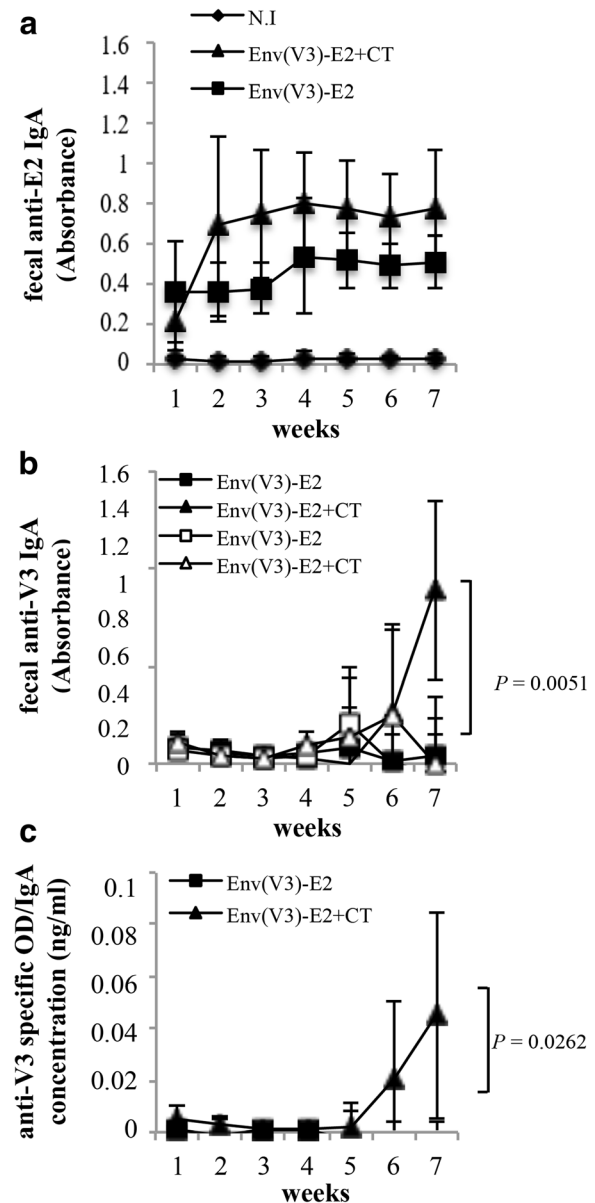 a
N.I
Env(V3)-E2+CT
Env(V3)-E2
fecal anti-E2 IgA
(Absorbance)
1.6
1.4
1.2
1
0.8
0.6
0.4
0.2
0
1 2 3 4 5 6 7
weeks
b
Env(V3)-E2
Env(V3)-E2+CT
Env(V3)-E2
Env(V3)-E2+CT
fecal anti-V3 IgA
(Absorbance)
1.6
1.4
1.2
1
0.8
0.6
0.4
0.2
0
P = 0.0051
1 2 3 4 5 6 7
weeks
c
Env(V3)-E2
Env(V3)-E2+CT
anti-V3 specific OD/IgA
concentration (ng/ml)
0.1
0.08
0.06
0.04
0.02
0
P = 0.0262
1 2 3 4 5 6 7
weeks